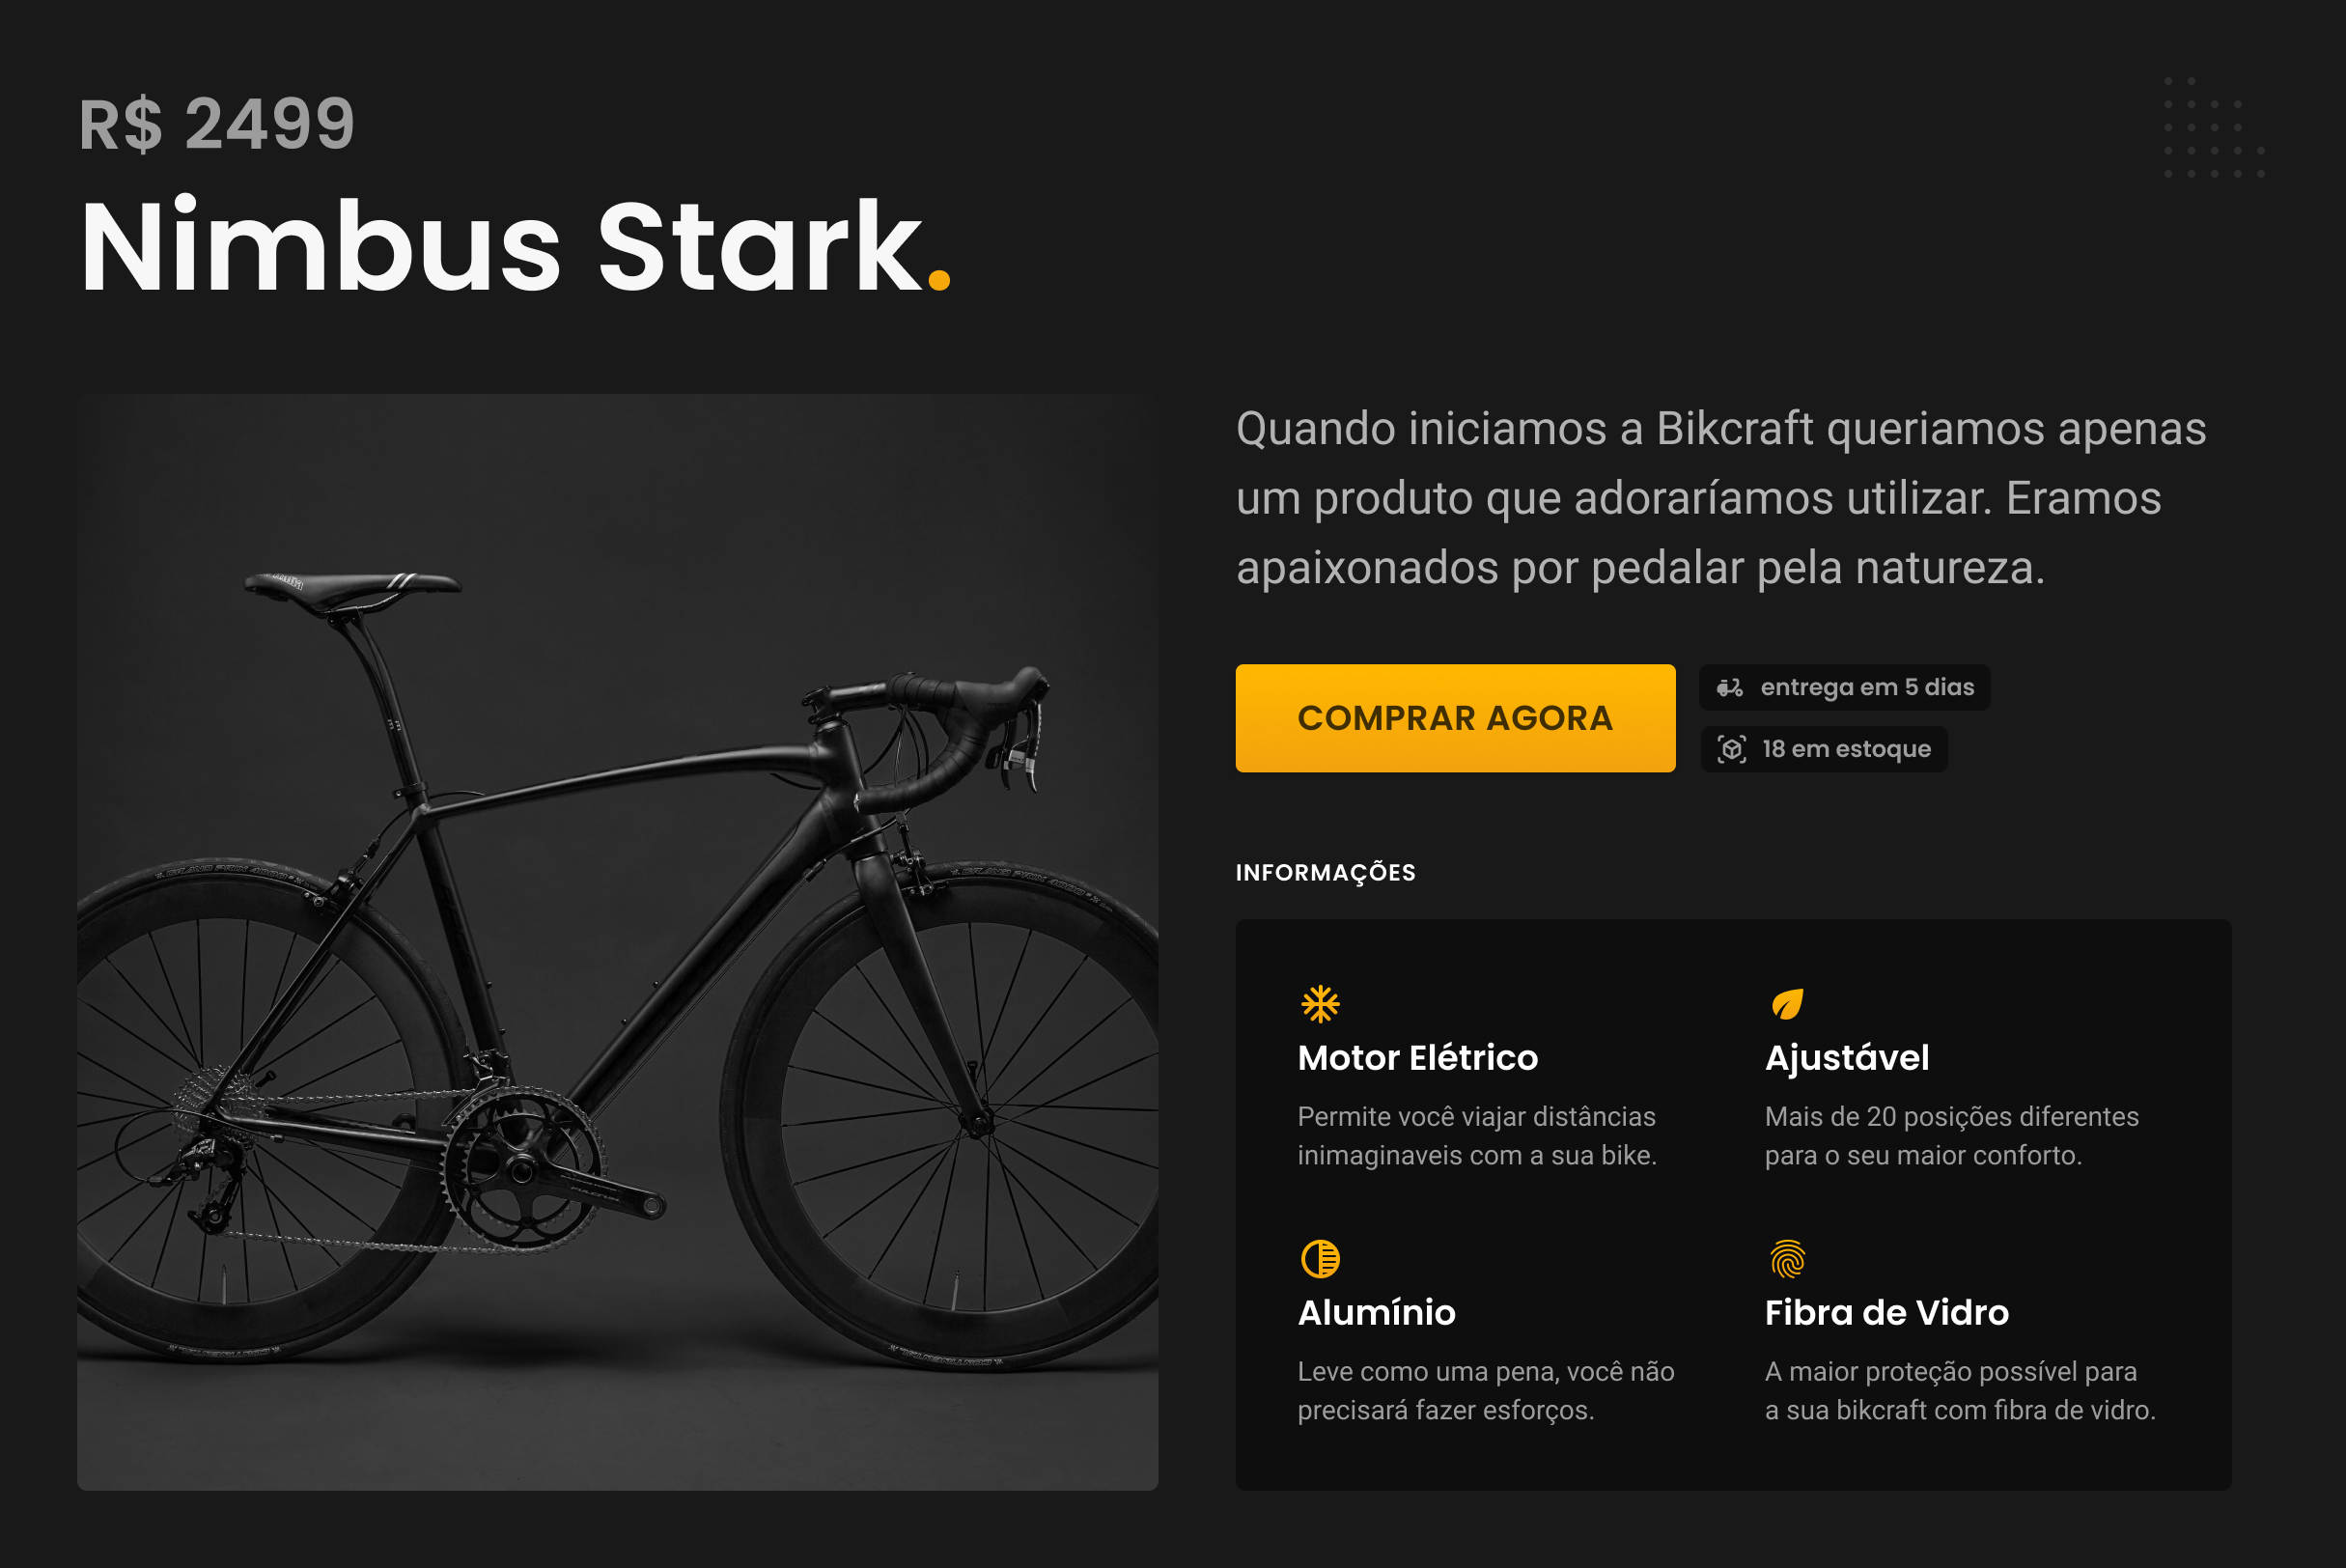 R$ 2499
Nimbus Stark.
Quando iniciamos a Bikcraft queriamos apenas
um produto que adoraríamos utilizar. Eramos
apaixonados por pedalar pela natureza.
COMPRAR AGORA
entrega em 5 dias
18 em estoque
INFORMAÇÕES
Motor Elétrico
Permite você viajar distâncias
inimaginaveis com a sua bike.
Ajustável
Mais de 20 posições diferentes
para o seu maior conforto.
Alumínio
Leve como uma pena, você não
precisará fazer esforços.
Fibra de Vidro
A maior proteção possível para
a sua bikcraft com fibra de vidro.